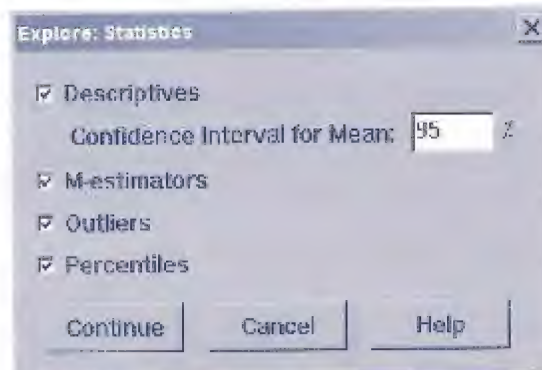 Explore: Statistics
Descriptives
Confidence Interval for Mean: 95 %
M-estimators
Outliers
Percentiles
Continue Cancel Help